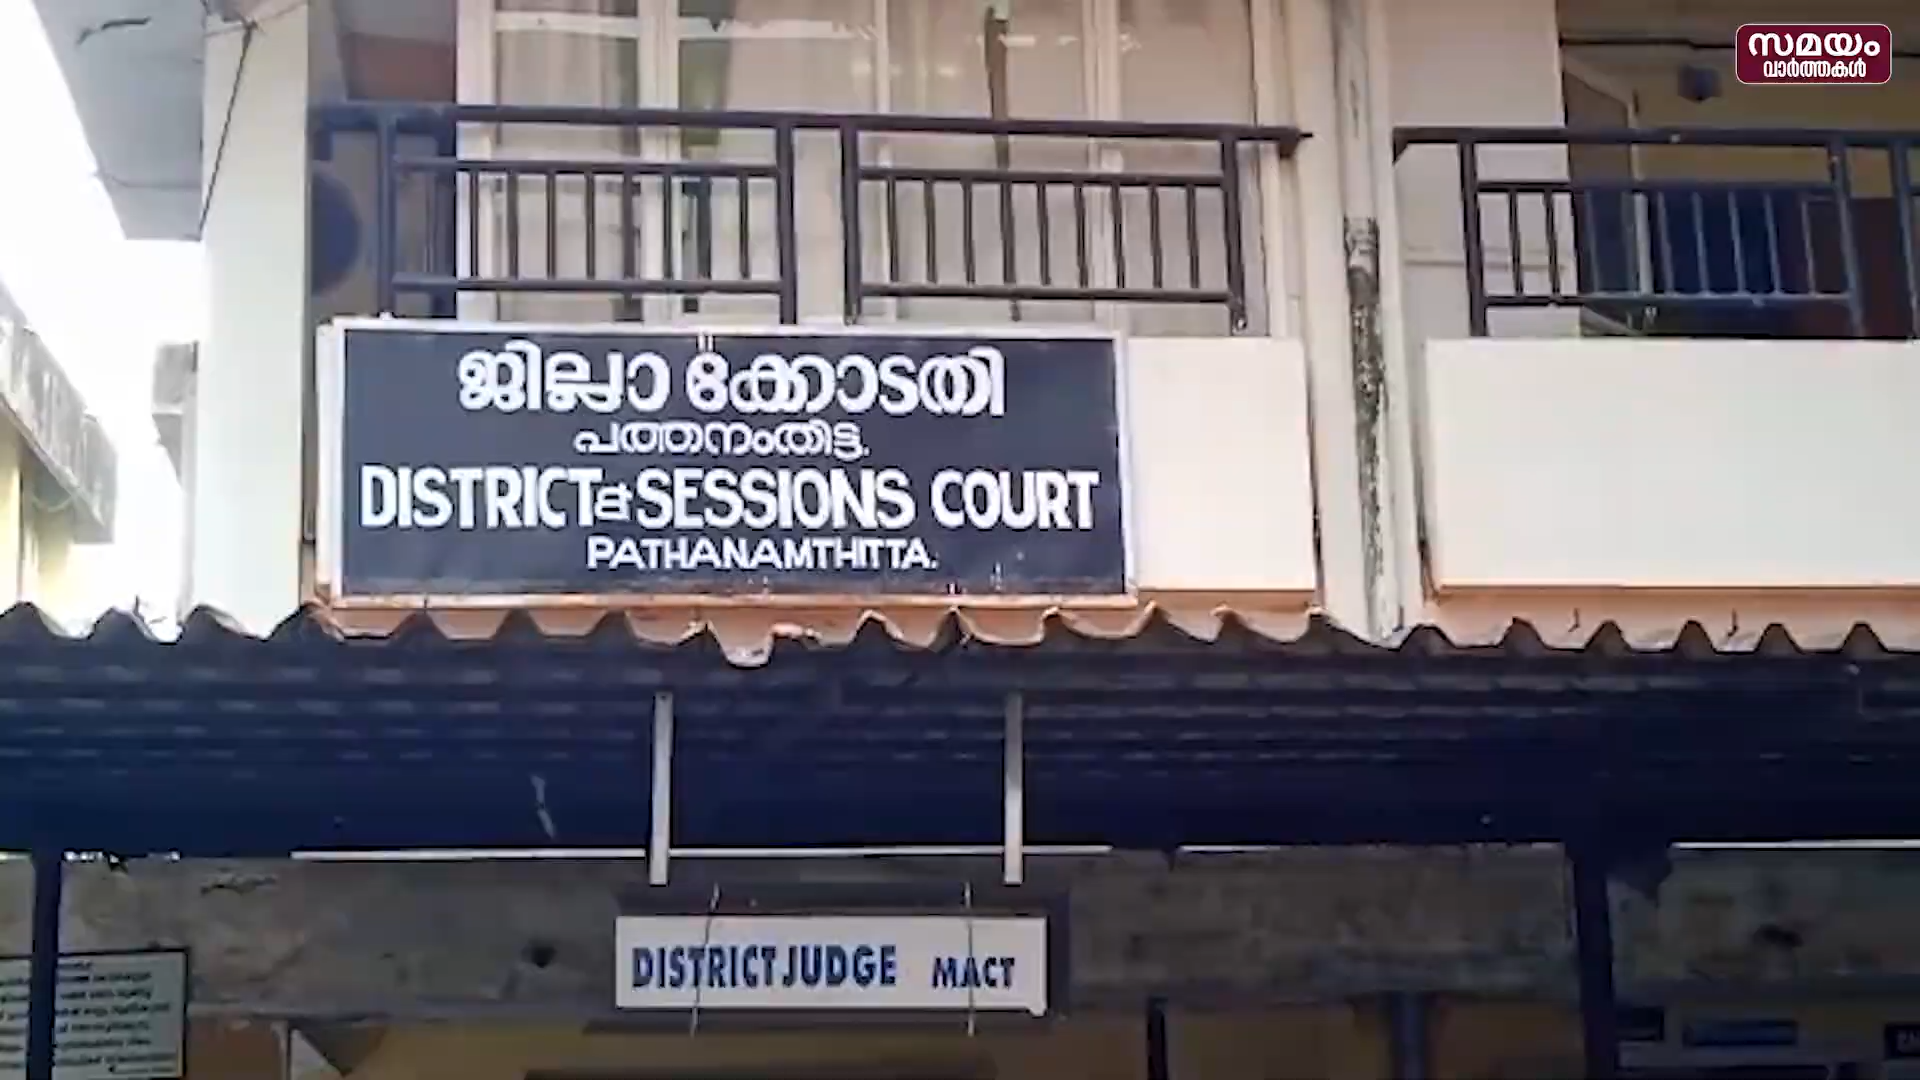 സമയം
വാർത്തകൾ
ജില്ലാ ക്കോടതി
പത്തനംതിട്ട.
DISTRICT & SESSIONS COURT
PATHANAMTHITTA.
DISTRICT JUDGE MACT